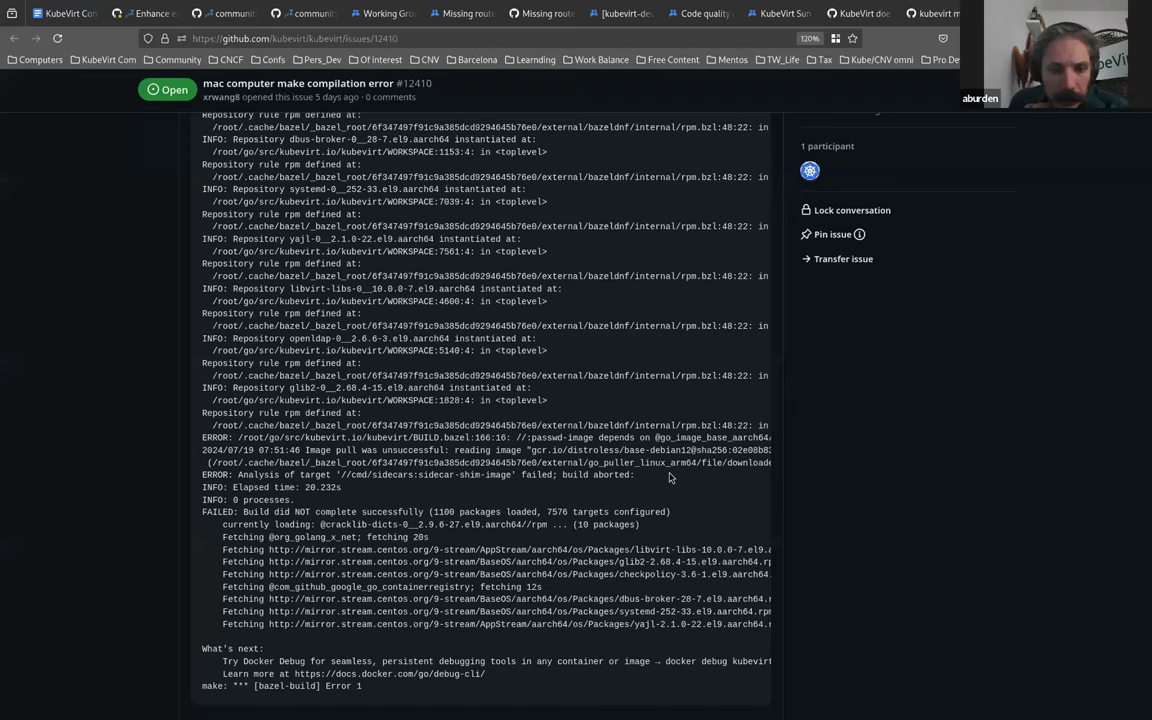 KubeVirt Con
Enhance e
communit
communit
Working Gro
Missing route
Missing route
[kubevirt-des
Code quality
KubeVirt Sun
KubeVirt doe
kubevirt m
https://github.com/kubevirt/kubevirt/issues/12410
120%
Computers
KubeVirt Com
Community
CNCF
Confs
Pers_Dev
Of interest
CNV
Barcelona
Learnding
Work Balance
Free Content
Mentos
TW_Life
Tax
Kube/CNV omni
Pro Dev
aburden
Open
mac computer make compilation error #12410
xrwang8 opened this issue 5 days ago · 0 comments
Repository rule rpm defined at:
/root/.cache/bazel/_bazel_root/6f347497f91c9a385dcd9294645b76e0/external/bazeldnf/internal/rpm.bzl:48:22: in
INFO: Repository dbus-broker-0__28-7.el9.aarch64 instantiated at:
/root/go/src/kubevirt.io/kubevirt/WORKSPACE:1153:4: in <toplevel>
Repository rule rpm defined at:
/root/.cache/bazel/_bazel_root/6f347497f91c9a385dcd9294645b76e0/external/bazeldnf/internal/rpm.bzl:48:22: in
INFO: Repository systemd-0__252-33.el9.aarch64 instantiated at:
/root/go/src/kubevirt.io/kubevirt/WORKSPACE:7039:4: in <toplevel>
Repository rule rpm defined at:
/root/.cache/bazel/_bazel_root/6f347497f91c9a385dcd9294645b76e0/external/bazeldnf/internal/rpm.bzl:48:22: in
INFO: Repository yajl-0__2.1.0-22.el9.aarch64 instantiated at:
/root/go/src/kubevirt.io/kubevirt/WORKSPACE:7561:4: in <toplevel>
Repository rule rpm defined at:
/root/.cache/bazel/_bazel_root/6f347497f91c9a385dcd9294645b76e0/external/bazeldnf/internal/rpm.bzl:48:22: in
INFO: Repository libvirt-libs-0__10.0.0-7.el9.aarch64 instantiated at:
/root/go/src/kubevirt.io/kubevirt/WORKSPACE:4600:4: in <toplevel>
Repository rule rpm defined at:
/root/.cache/bazel/_bazel_root/6f347497f91c9a385dcd9294645b76e0/external/bazeldnf/internal/rpm.bzl:48:22: in
INFO: Repository openldap-0__2.6.6-3.el9.aarch64 instantiated at:
/root/go/src/kubevirt.io/kubevirt/WORKSPACE:5140:4: in <toplevel>
Repository rule rpm defined at:
/root/.cache/bazel/_bazel_root/6f347497f91c9a385dcd9294645b76e0/external/bazeldnf/internal/rpm.bzl:48:22: in
INFO: Repository glib2-0__2.68.4-15.el9.aarch64 instantiated at:
/root/go/src/kubevirt.io/kubevirt/WORKSPACE:1828:4: in <toplevel>
Repository rule rpm defined at:
/root/.cache/bazel/_bazel_root/6f347497f91c9a385dcd9294645b76e0/external/bazeldnf/internal/rpm.bzl:48:22: in
ERROR: /root/go/src/kubevirt.io/kubevirt/BUILD.bazel:166:16: //:passwd-image depends on @go_image_base_aarch64/
2024/07/19 07:51:46 Image pull was unsuccessful: reading image "gcr.io/distroless/base-debian12@sha256:02e08b83
(/root/.cache/bazel/_bazel_root/6f347497f91c9a385dcd9294645b76e0/external/go_puller_linux_arm64/file/downloade
ERROR: Analysis of target '//cmd/sidecars:sidecar-shim-image' failed; build aborted:
INFO: Elapsed time: 20.232s
INFO: 0 processes.
FAILED: Build did NOT complete successfully (1100 packages loaded, 7576 targets configured)
currently loading: @cracklib-dicts-0__2.9.6-27.el9.aarch64//rpm ... (10 packages)
Fetching @org_golang_x_net; fetching 20s
Fetching http://mirror.stream.centos.org/9-stream/AppStream/aarch64/os/Packages/libvirt-libs-10.0.0-7.el9.a
Fetching http://mirror.stream.centos.org/9-stream/BaseOS/aarch64/os/Packages/glib2-2.68.4-15.el9.aarch64.rp
Fetching http://mirror.stream.centos.org/9-stream/BaseOS/aarch64/os/Packages/checkpolicy-3.6-1.el9.aarch64.
Fetching @com_github_google_go_containerregistry; fetching 12s
Fetching http://mirror.stream.centos.org/9-stream/BaseOS/aarch64/os/Packages/dbus-broker-28-7.el9.aarch64.r
Fetching http://mirror.stream.centos.org/9-stream/BaseOS/aarch64/os/Packages/systemd-252-33.el9.aarch64.rpm
Fetching http://mirror.stream.centos.org/9-stream/AppStream/aarch64/os/Packages/yajl-2.1.0-22.el9.aarch64.r
What's next:
Try Docker Debug for seamless, persistent debugging tools in any container or image → docker debug kubevirt
Learn more at https://docs.docker.com/go/debug-cli/
make: *** [bazel-build] Error 1
1 participant
Lock conversation
Pin issue
Transfer issue